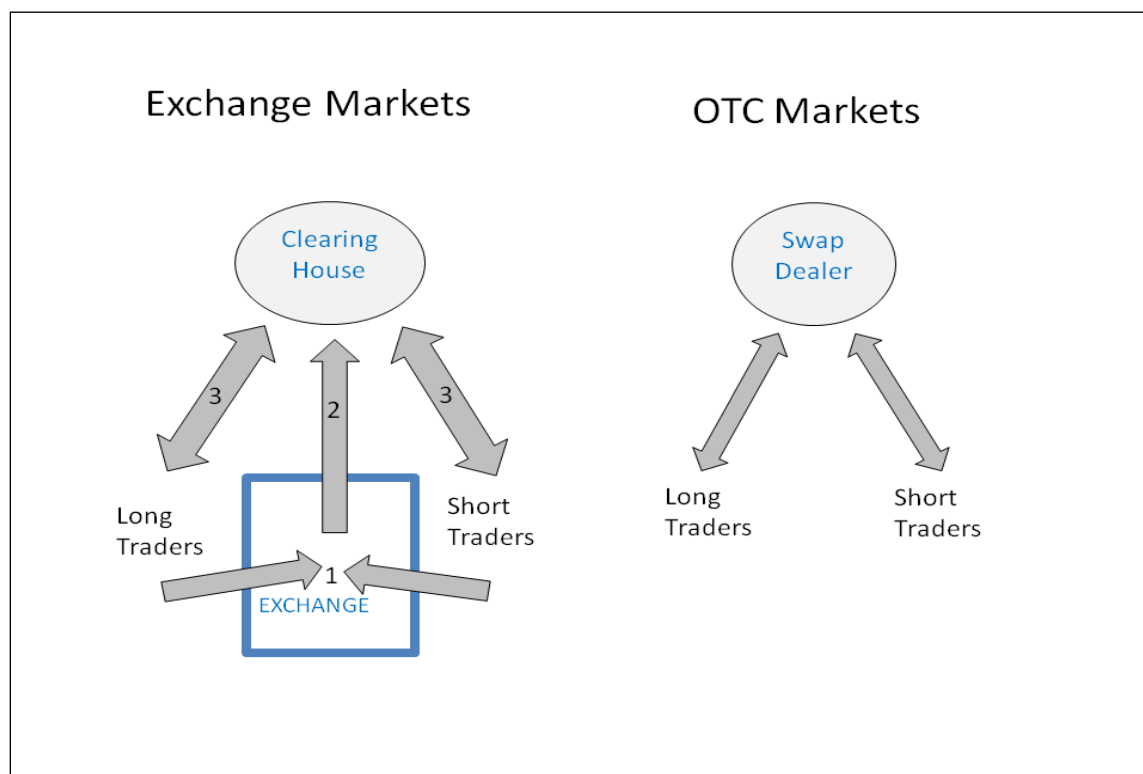 Exchange Markets
OTC Markets
Clearing
House
Swap
Dealer
3
2
3
Long
Traders
Short
Traders
1
EXCHANGE
Long
Traders
Short
Traders